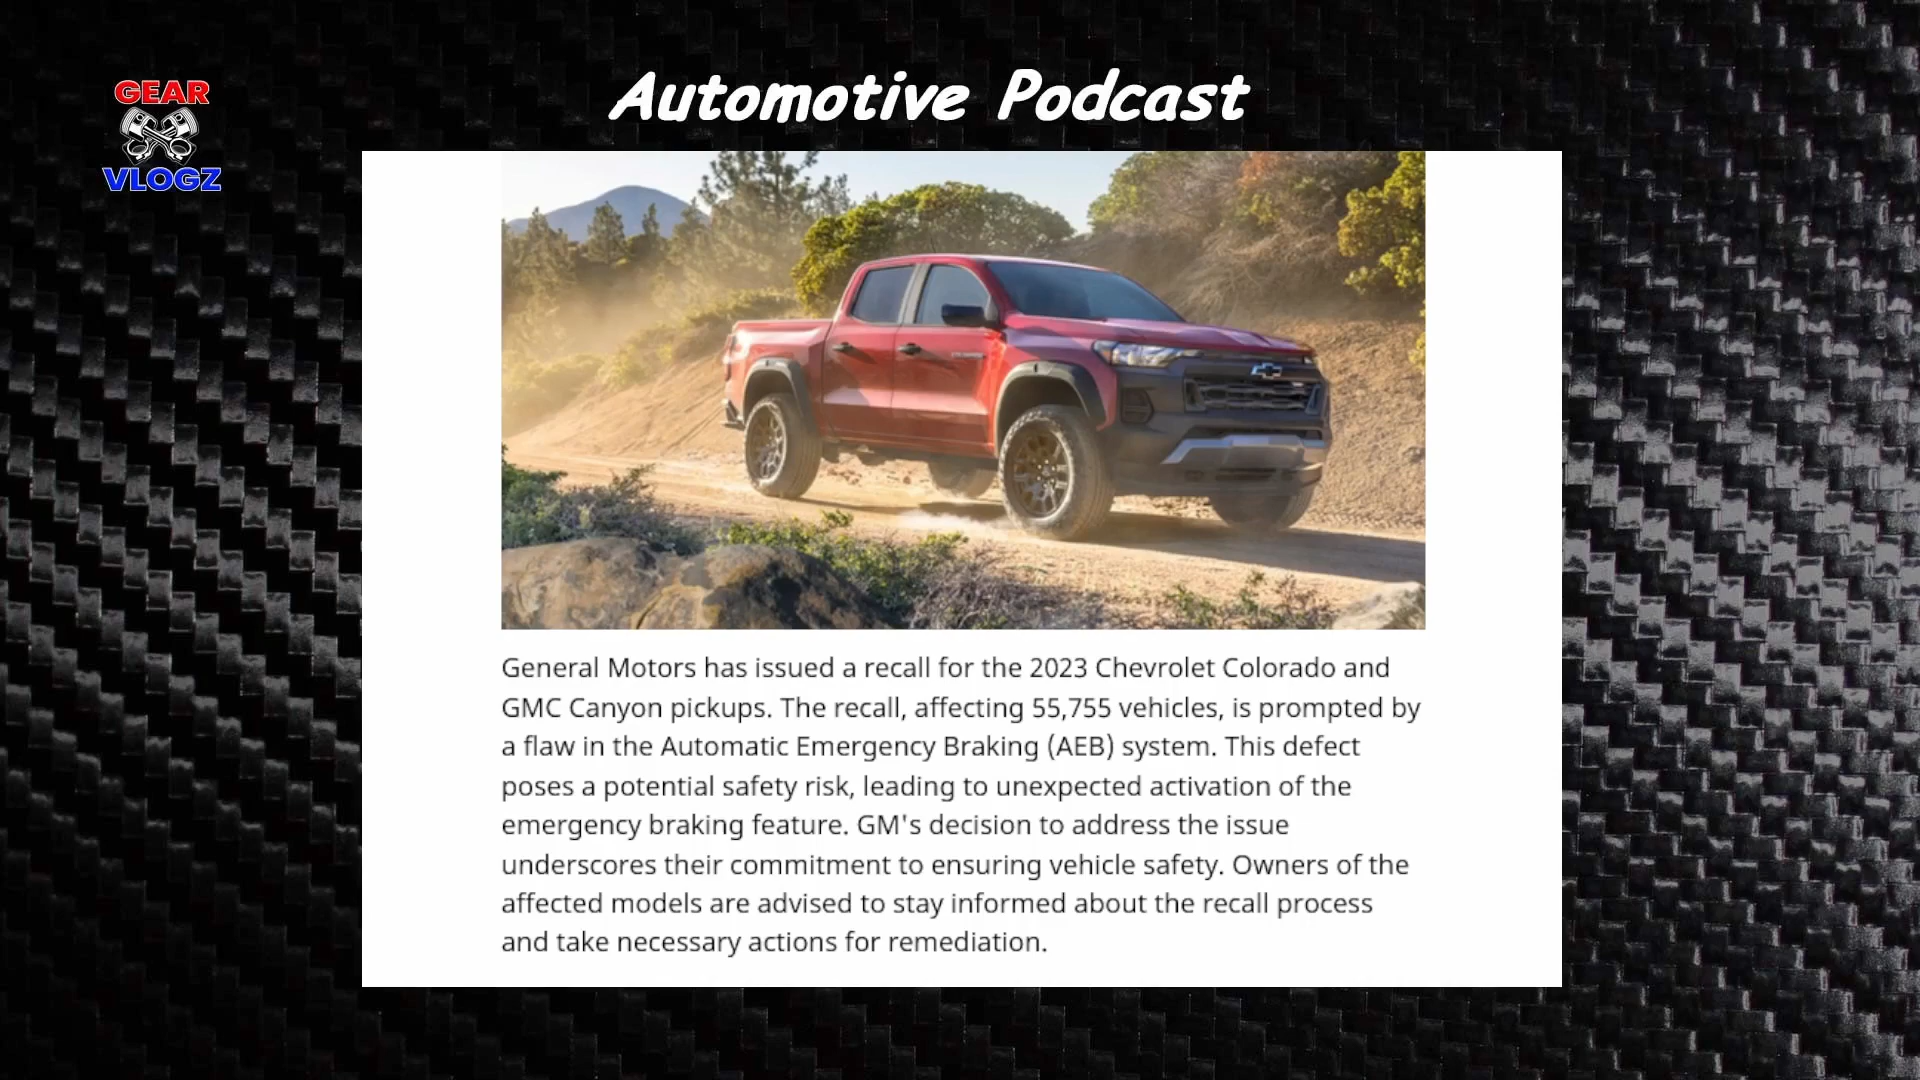 GEAR
VLOGZ
Automotive Podcast
General Motors has issued a recall for the 2023 Chevrolet Colorado and
GMC Canyon pickups. The recall, affecting 55,755 vehicles, is prompted by
a flaw in the Automatic Emergency Braking (AEB) system. This defect
poses a potential safety risk, leading to unexpected activation of the
emergency braking feature. GM's decision to address the issue
underscores their commitment to ensuring vehicle safety. Owners of the
affected models are advised to stay informed about the recall process
and take necessary actions for remediation.